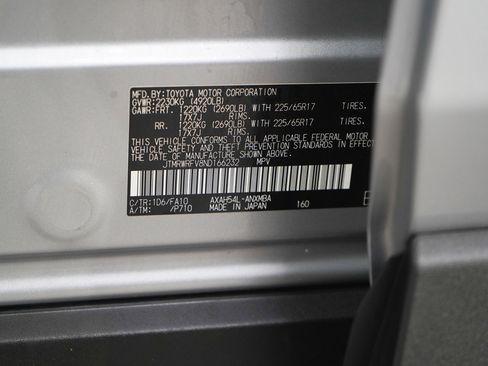 MFD.BY:TOYOTA MOTOR CORPORATION
GVWR:2230KG (4920LB)
GAWR:FRT. 1220KG (2690LB) WITH 225/65R17 TIRES.
17X7J RIMS.
RR. 1220KG (2690LB) WITH 225/65R17 TIRES.
17X7J RIMS.
THIS VEHICLE CONFORMS TO ALL APPLICABLE FEDERAL MOTOR
VEHICLE SAFETY AND THEFT PREVENTION STANDARDS IN EFFEC
THE DATE OF MANUFACTURE SHOWN ABOVE.
JTMRWRFV8ND166232 MPV
C/TR:1D6/FA10 AXAH54L-ANXMBA
A/TM: /P710 MADE IN JAPAN 160